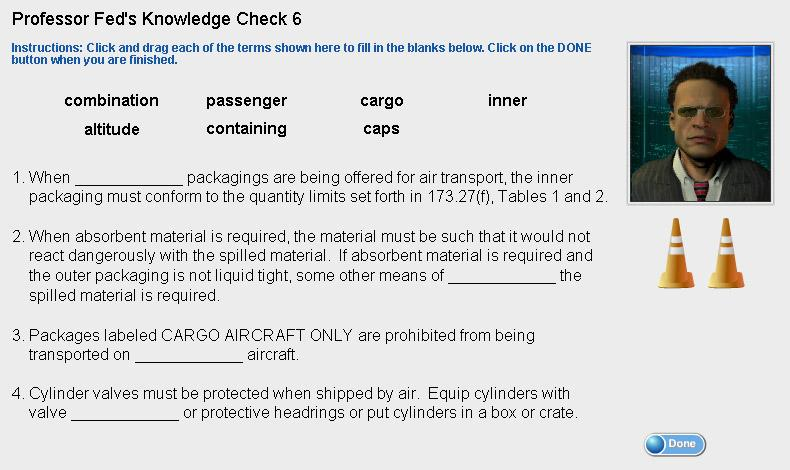 Professor Fed's Knowledge Check 6
Instructions: Click and drag each of the terms shown here to fill in the blanks below. Click on the DONE
button when you are finished.
combination passenger cargo inner
altitude containing caps
1. When _____________ packagings are being offered for air transport, the inner
packaging must conform to the quantity limits set forth in 173.27(f), Tables 1 and 2.
2. When absorbent material is required, the material must be such that it would not
react dangerously with the spilled material. If absorbent material is required and
the outer packaging is not liquid tight, some other means of _____________ the
spilled material is required.
3. Packages labeled CARGO AIRCRAFT ONLY are prohibited from being
transported on _____________ aircraft.
4. Cylinder valves must be protected when shipped by air. Equip cylinders with
valve _____________ or protective headrings or put cylinders in a box or crate.
Done